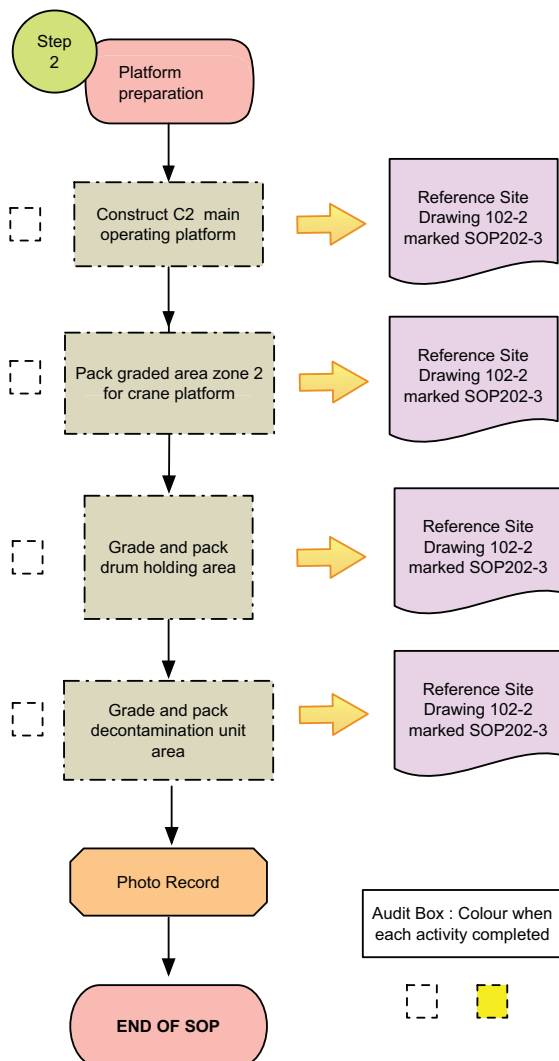 Step
2
Platform
preparation
Construct C2 main
operating platform
Reference Site
Drawing 102-2
marked SOP202-3
Pack graded area zone 2
for crane platform
Reference Site
Drawing 102-2
marked SOP202-3
Grade and pack
drum holding area
Reference Site
Drawing 102-2
marked SOP202-3
Grade and pack
decontamination unit
area
Reference Site
Drawing 102-2
marked SOP202-3
Photo Record
Audit Box : Colour when
each activity completed
END OF SOP